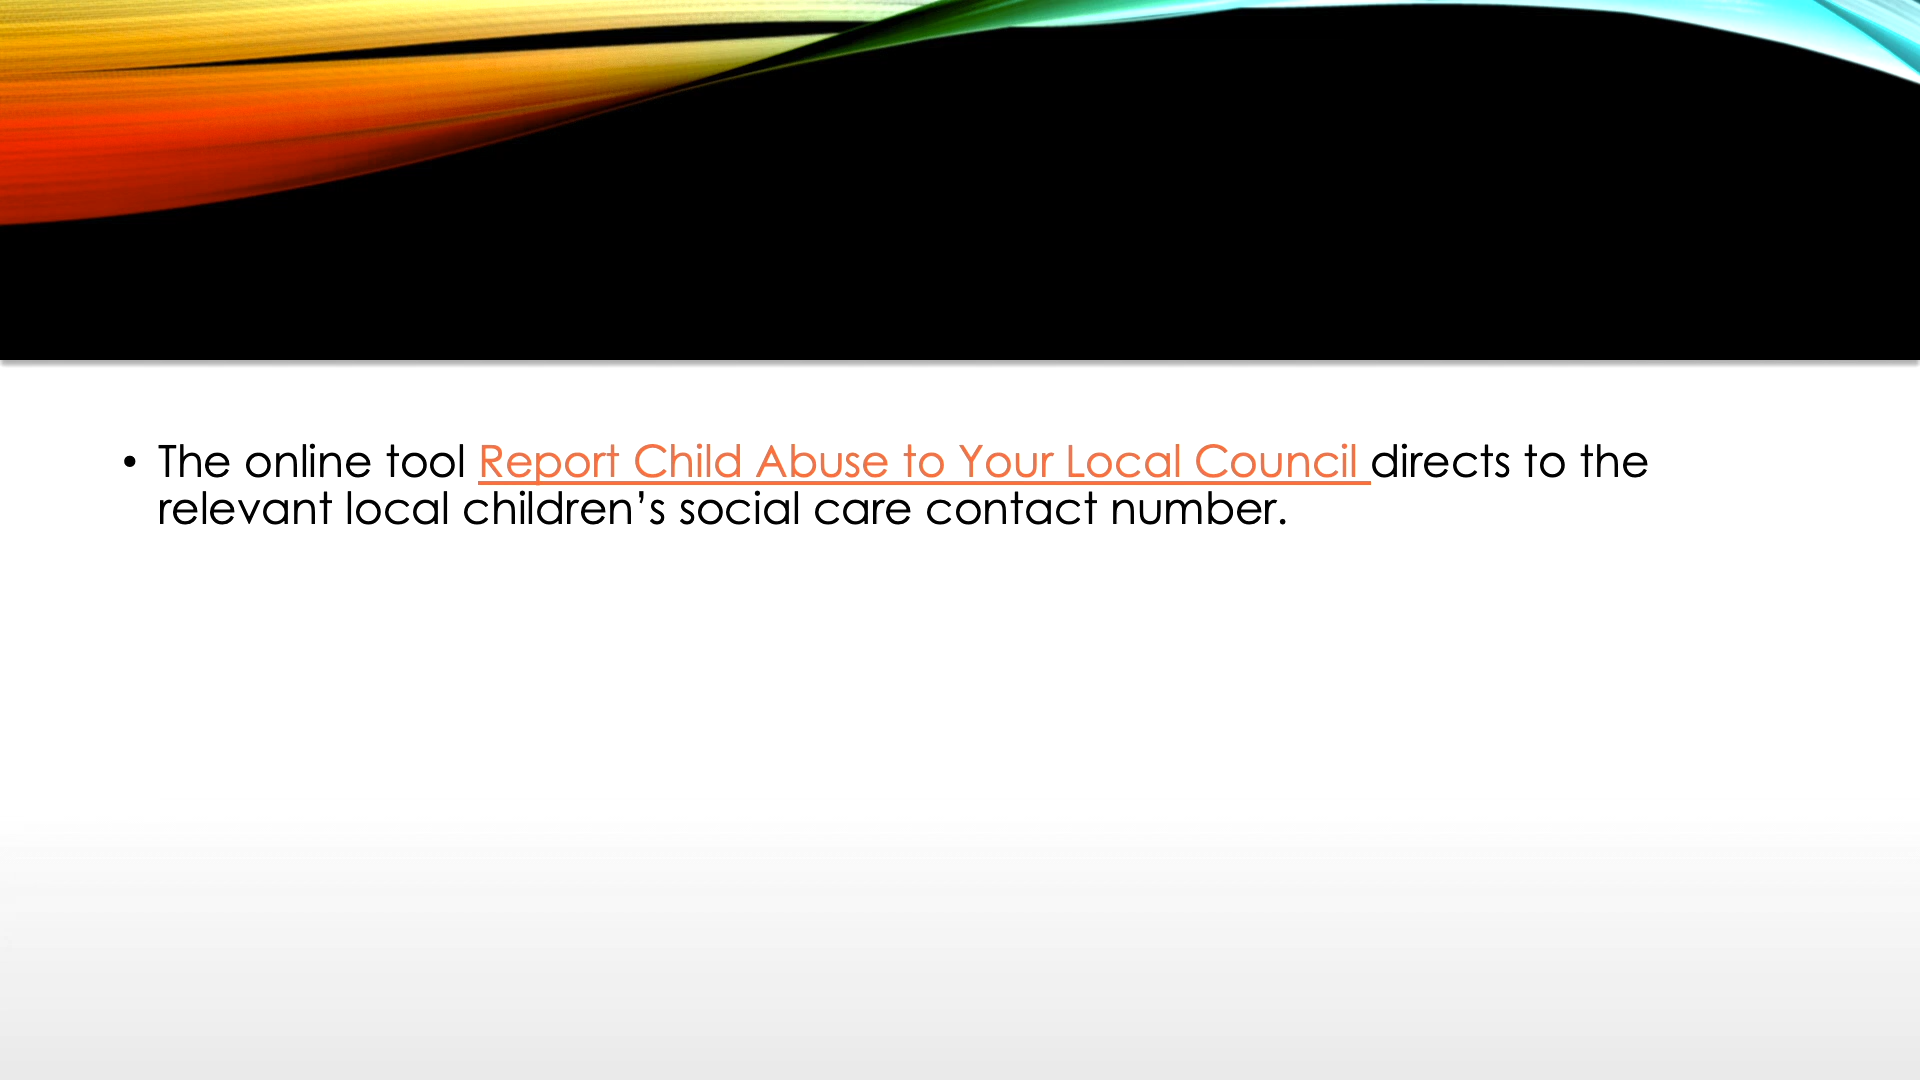 • The online tool Report Child Abuse to Your Local Council directs to the
relevant local children’s social care contact number.